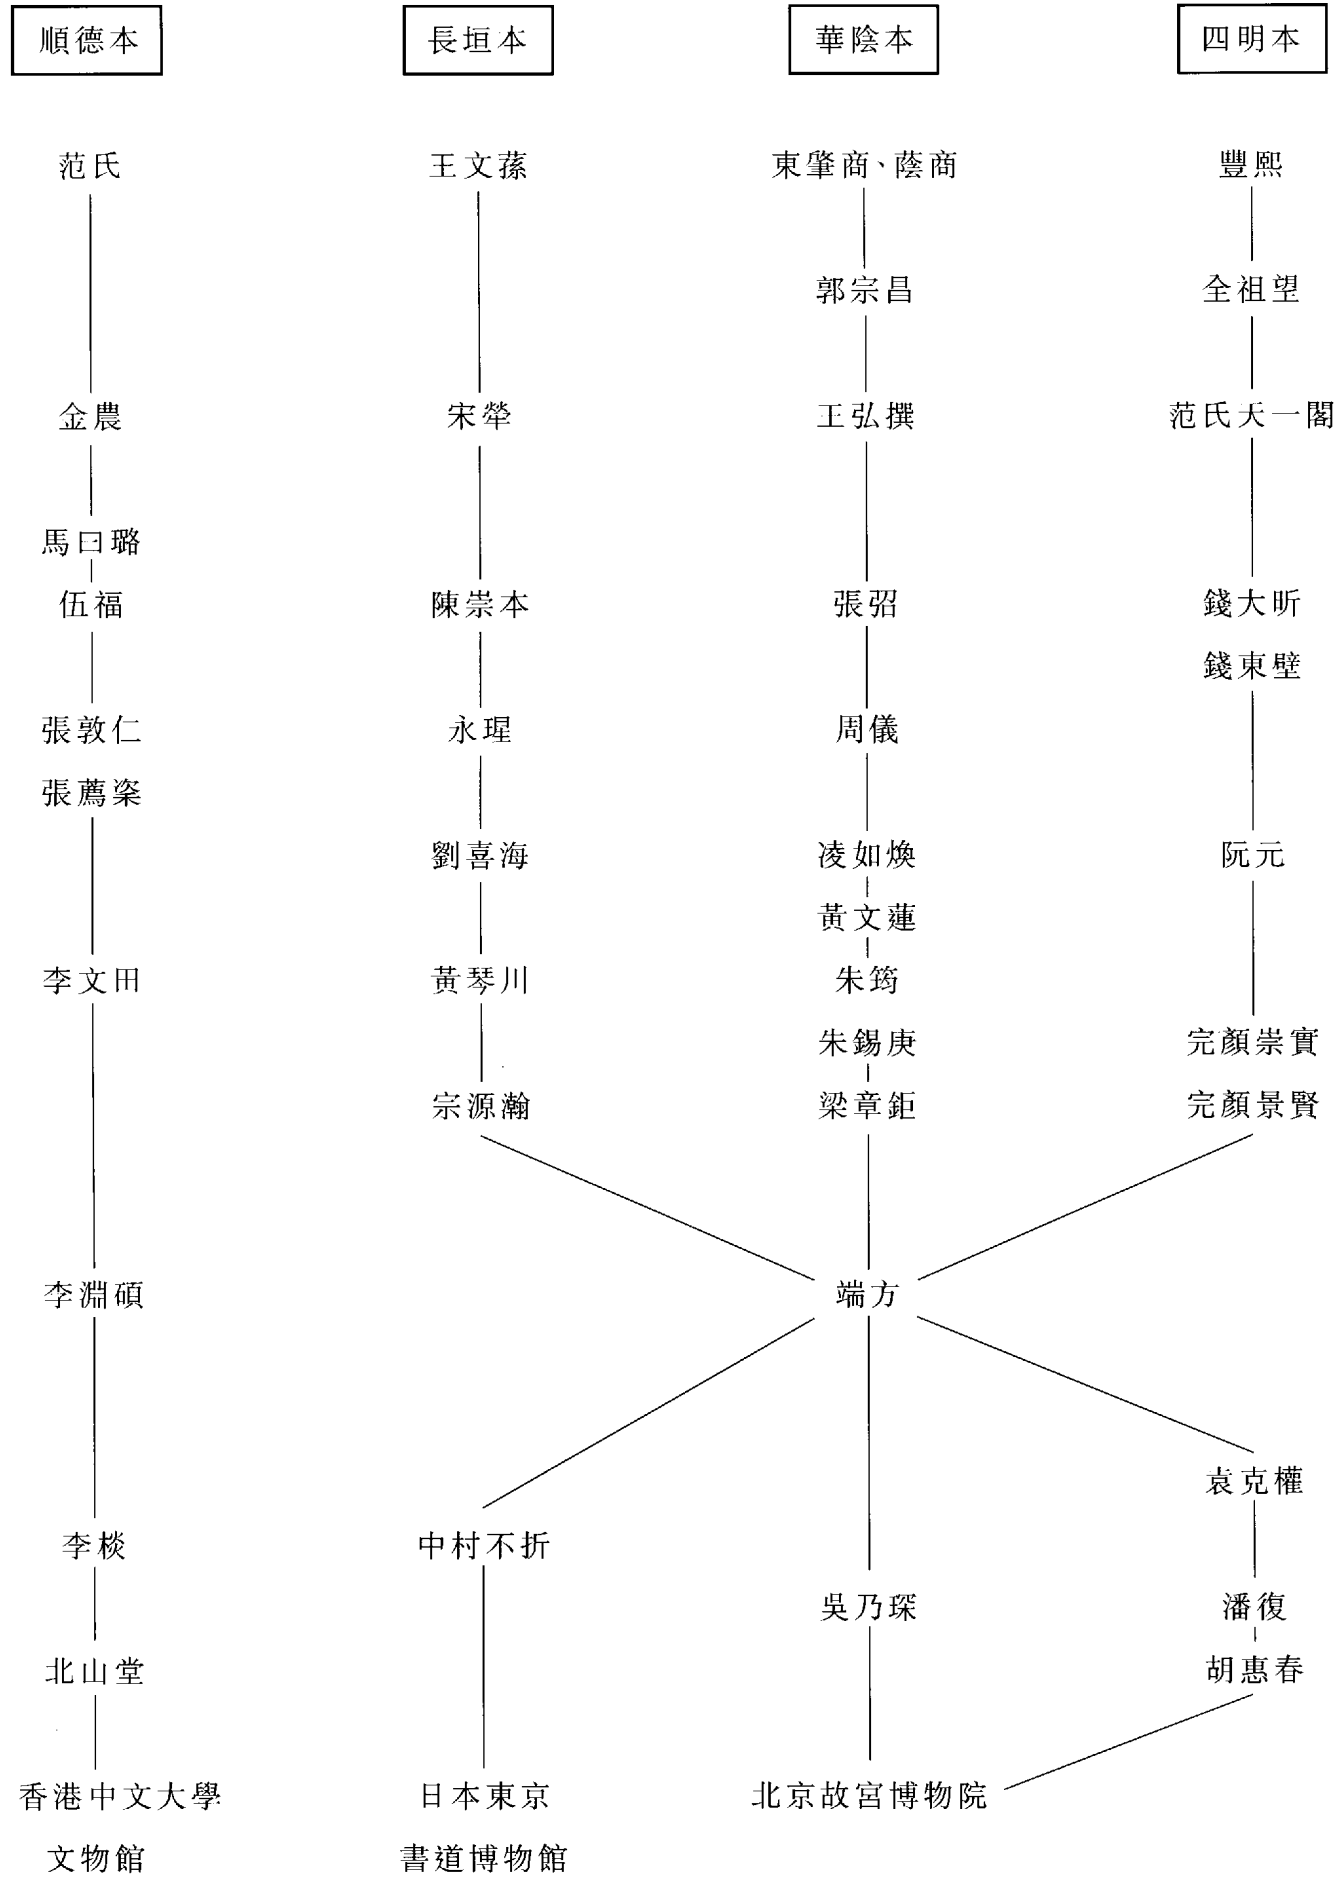 順德本
范氏
金農
馬曰璐
伍福
張敦仁
張薦粢
李文田
李淵碩
李棪
北山堂
香港中文大學
文物館
長垣本
王文蓀
宋犖
陳崇本
永瑆
劉喜海
黃琴川
宗源瀚
中村不折
日本東京
書道博物館
華陰本
東肇商、蔭商
郭宗昌
王弘撰
張弨
周儀
凌如煥
黃文蓮
朱筠
朱錫庚
梁章鉅
端方
吳乃琛
北京故宮博物院
四明本
豐熙
全祖望
范氏天一閣
錢大昕
錢東壁
阮元
完顏崇實
完顏景賢
袁克權
潘復
胡惠春